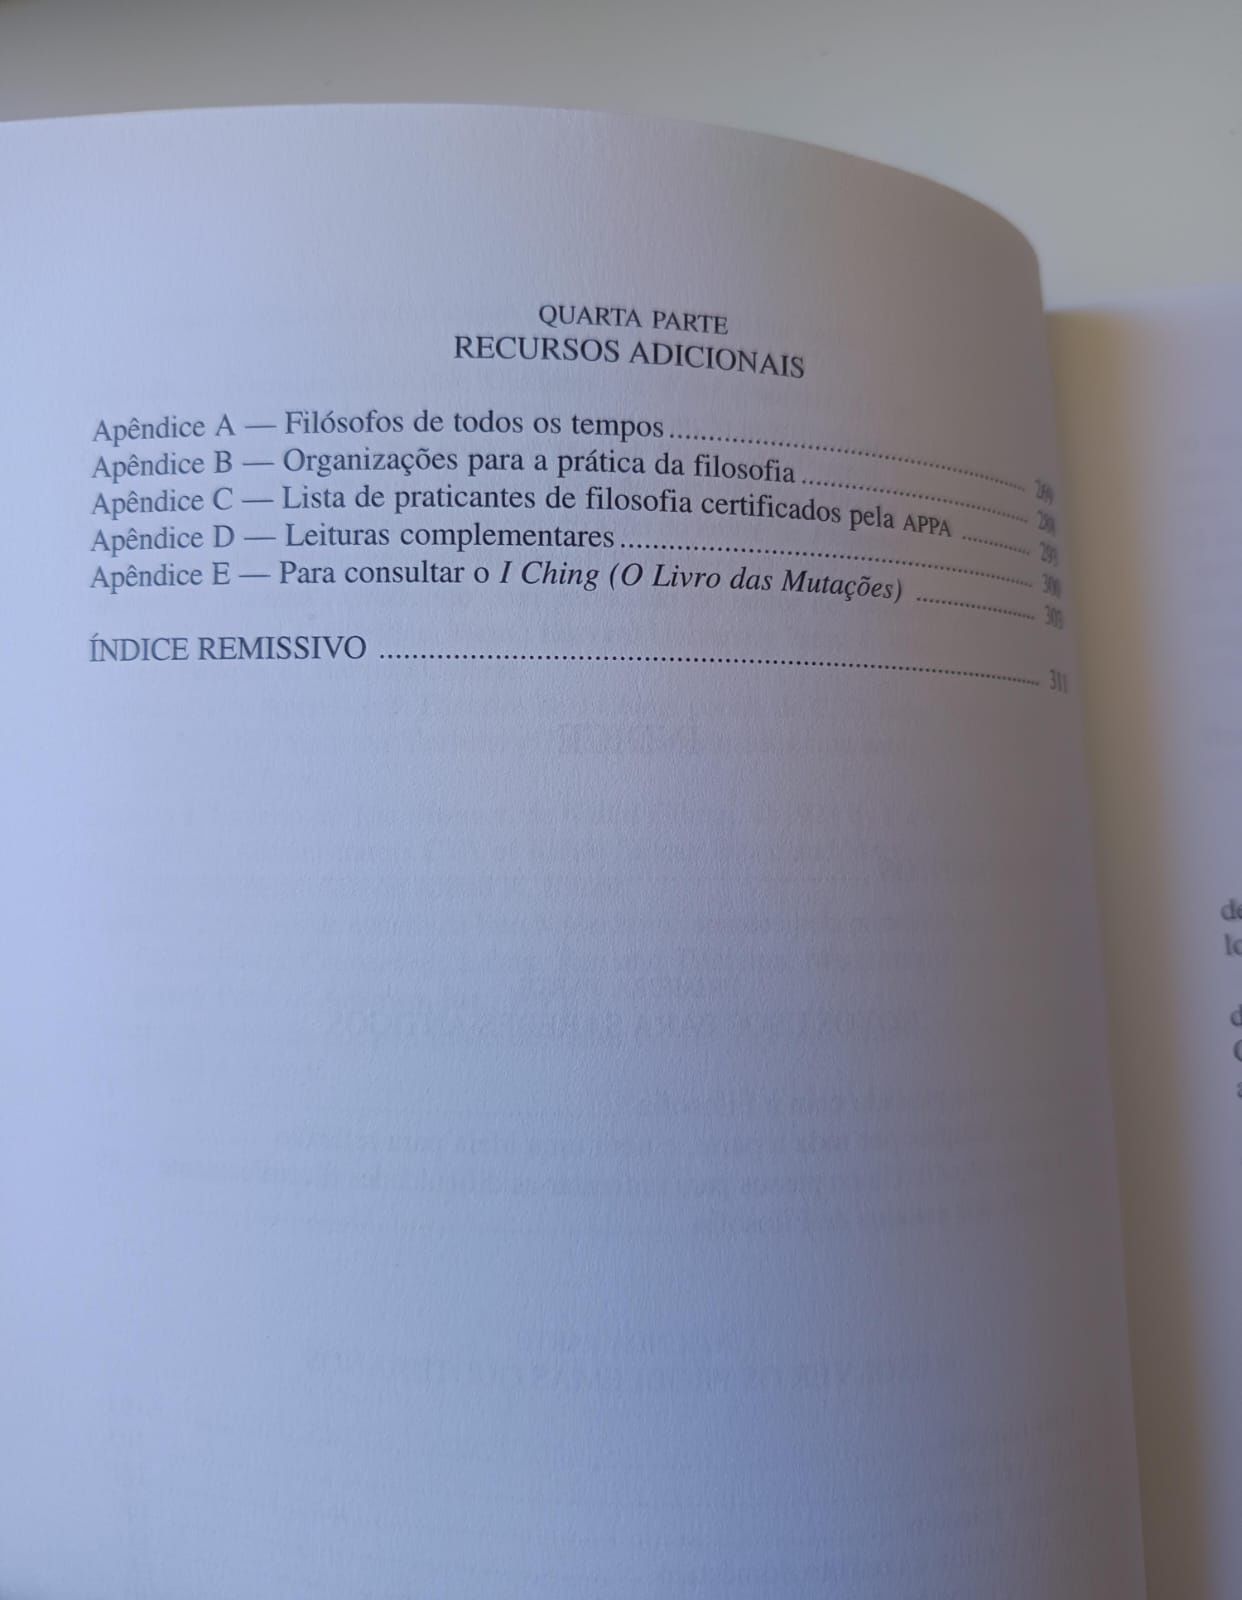 QUARTA PARTE
RECURSOS ADICIONAIS
Apêndice A — Filósofos de todos os tempos
Apêndice B — Organizações para a prática da filosofia
Apêndice C — Lista de praticantes de filosofia certificados pela APPA
Apêndice D — Leituras complementares
Apêndice E — Para consultar o I Ching (O Livro das Mutações)
ÍNDICE REMISSIVO ........ 311